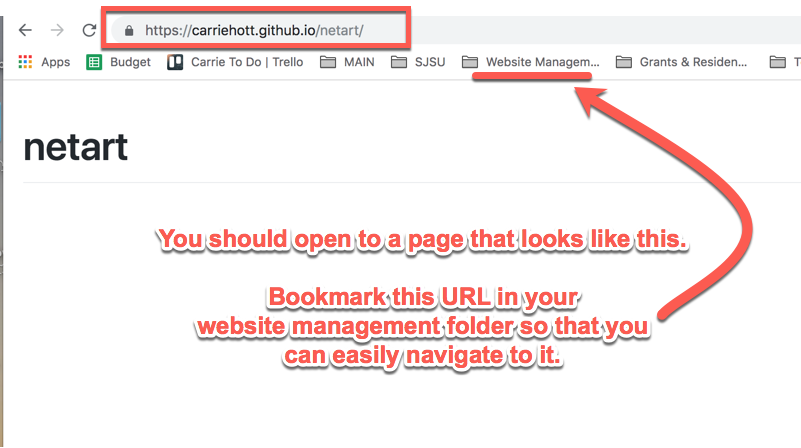 https://carriehott.github.io/netart/
Apps Budget Carrie To Do | Trello MAIN SJSU Website Managem... Grants & Residen... T
netart
You should open to a page that looks like this.
Bookmark this URL in your
website management folder so that you
can easily navigate to it.